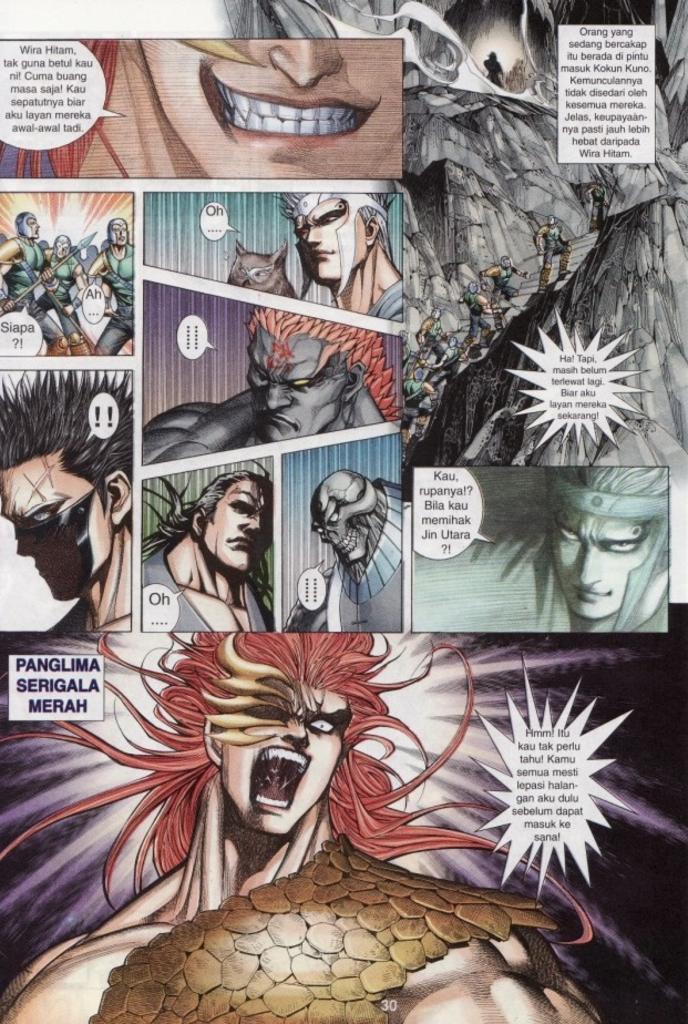 Wira Hitam,
tak guna betul kau
ni! Cuma buang
masa saja! Kau
sepatutnya biar
aku layan mereka
awal-awal tadi.
Orang yang
sedang bercakap
itu berada di pintu
masuk Kokun Kuno.
Kemunculannya
tidak disedari oleh
kesemua mereka.
Jelas, keupayaan-
nya pasti jauh lebih
hebat daripada
Wira Hitam.
Siapa
?!
Ah
...
Oh
....
!!
Oh
....
Ha! Tapi,
masih belum
terlewat lagi.
Biar aku
layan mereka
sekarang!
Kau,
rupanya!?
Bila kau
memihak
Jin Utara
?!
PANGLIMA
SERIGALA
MERAH
Hmm! Itu
kau tak perlu
tahu! Kamu
semua mesti
lepasi halan-
gan aku dulu
sebelum dapat
masuk ke
sana!
30